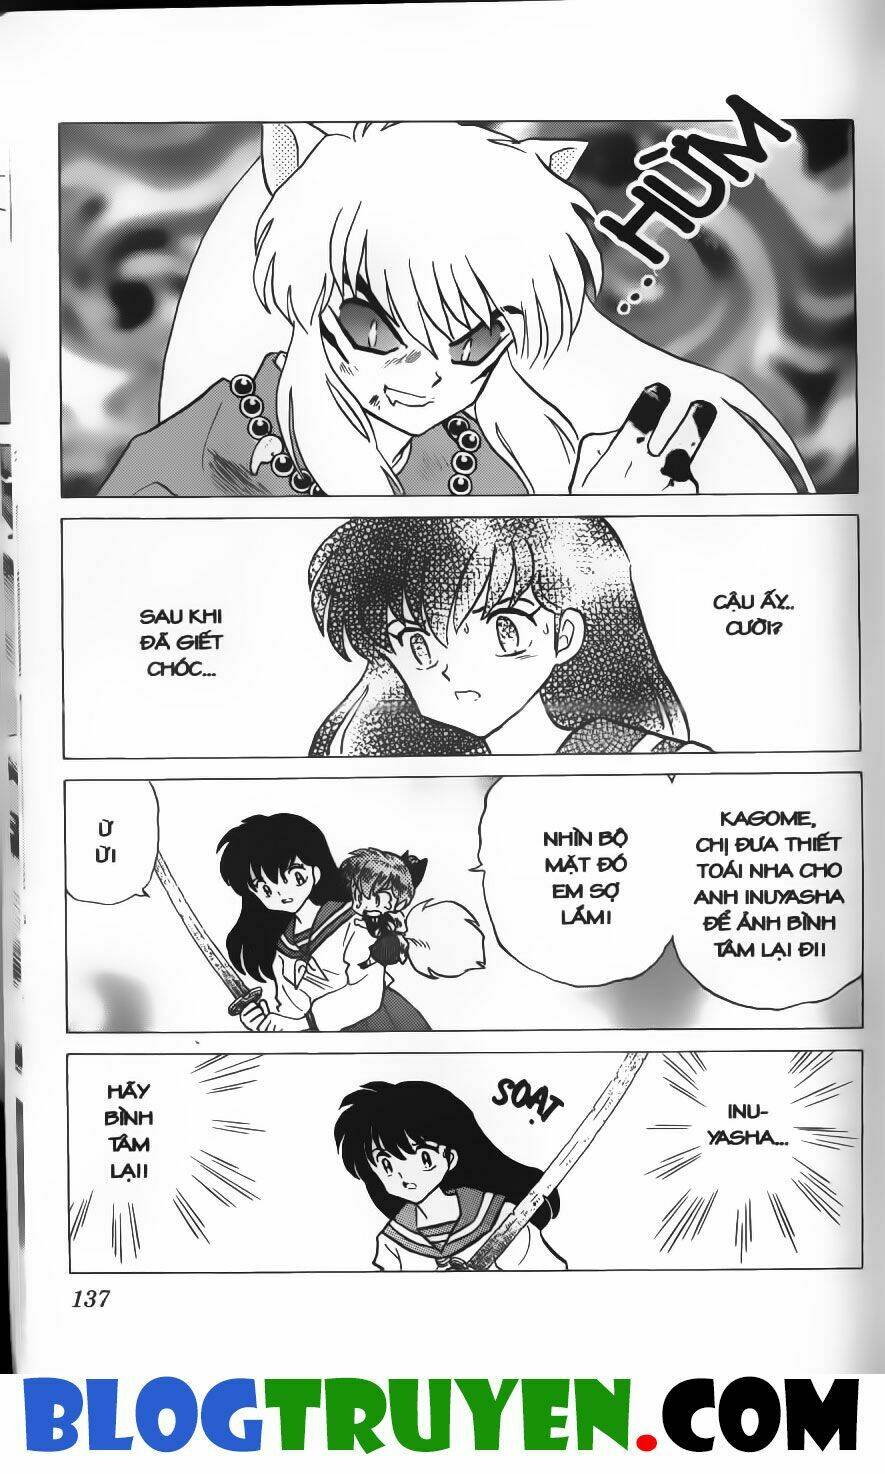 HỪM
...
CẬU ẤY...
CƯỜI?
SAU KHI
ĐÃ GIẾT
CHÓC...
KAGOME,
CHỊ ĐƯA THIẾT
TOÁI NHA CHO
ANH INUYASHA
ĐỂ ẢNH BÌNH
TÂM LẠI ĐI!
NHÌN BỘ
MẶT ĐÓ
EM SỢ
LẮM!
Ừ
Ừ!
INU-
YASHA...
SOẠT
HÃY
BÌNH
TÂM
LẠI!
137
BLOGTRUYEN.COM